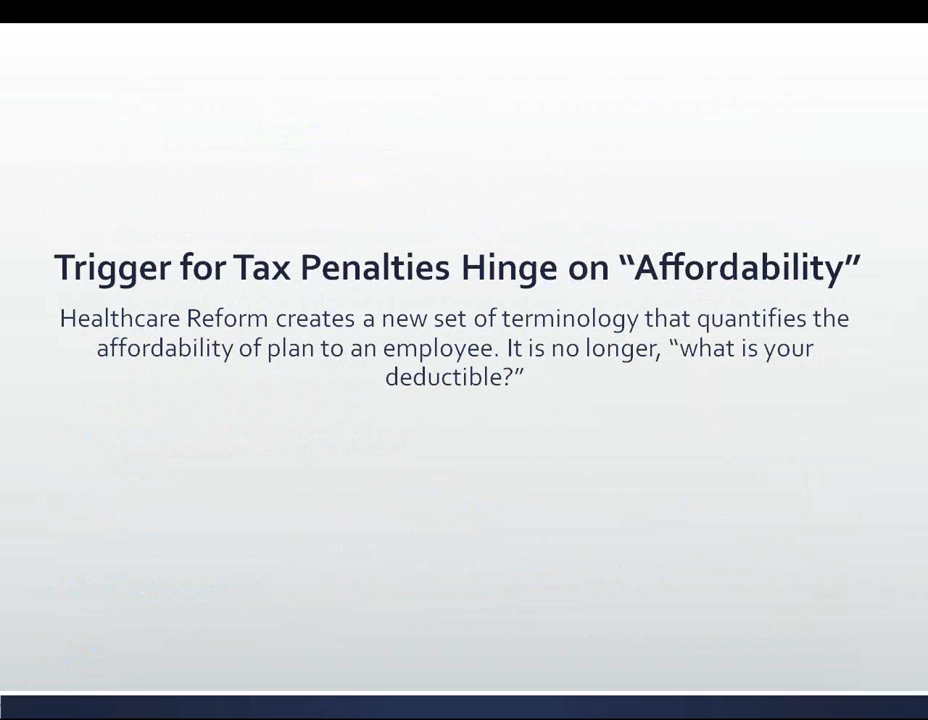 Trigger for Tax Penalties Hinge on “Affordability”
Healthcare Reform creates a new set of terminology that quantifies the
affordability of plan to an employee. It is no longer, “what is your
deductible?”